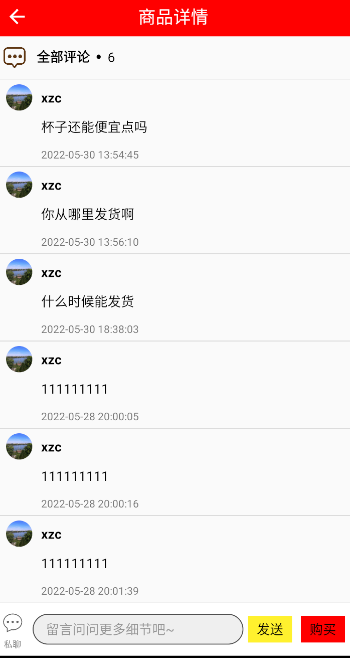 商品详情
全部评论 • 6
xzc
杯子还能便宜点吗
2022-05-30 13:54:45
xzc
你从哪里发货啊
2022-05-30 13:56:10
xzc
什么时候能发货
2022-05-30 18:38:03
xzc
111111111
2022-05-28 20:00:05
xzc
111111111
2022-05-28 20:00:16
xzc
111111111
2022-05-28 20:01:39
私聊
留言问问更多细节吧~
发送
购买